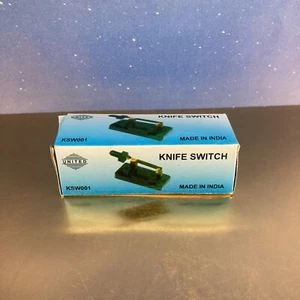 KNIFE SWITCH
KSW001
MADE IN INDIA
UNITED
KNIFE SWITCH
KSW001
MADE IN INDIA